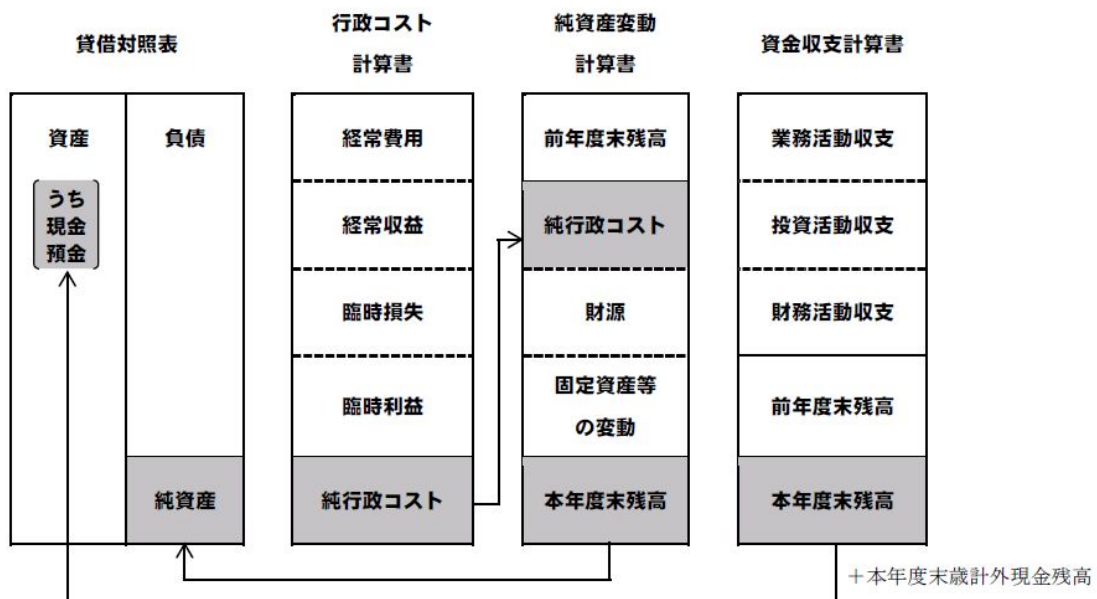 貸借対照表
行政コスト
計算書
純資産変動
計算書
資金収支計算書
資産
うち
現金
預金
負債
純資産
経常費用
経常収益
臨時損失
臨時利益
純行政コスト
前年度末残高
純行政コスト
財源
固定資産等
の変動
本年度末残高
業務活動収支
投資活動収支
財務活動収支
前年度末残高
本年度末残高
＋本年度末歳計外現金残高